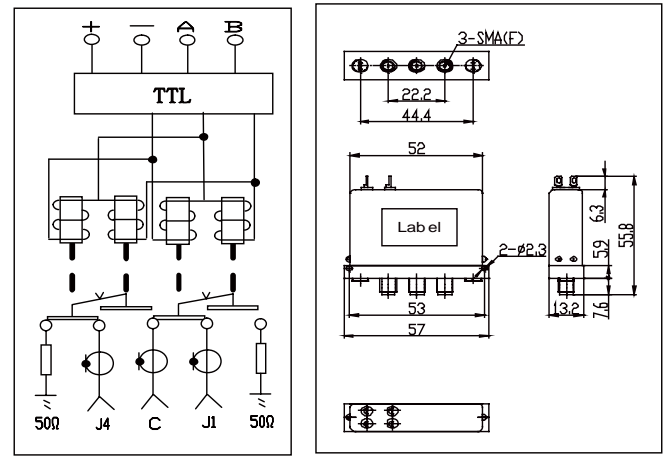 + — A B
TTL
50Ω J4 C J1 50Ω
3-SMA(F)
22,2
44,4
52
Label
2-ø2,3
53
57
6,3
55,8
5,9
13,2
7,6